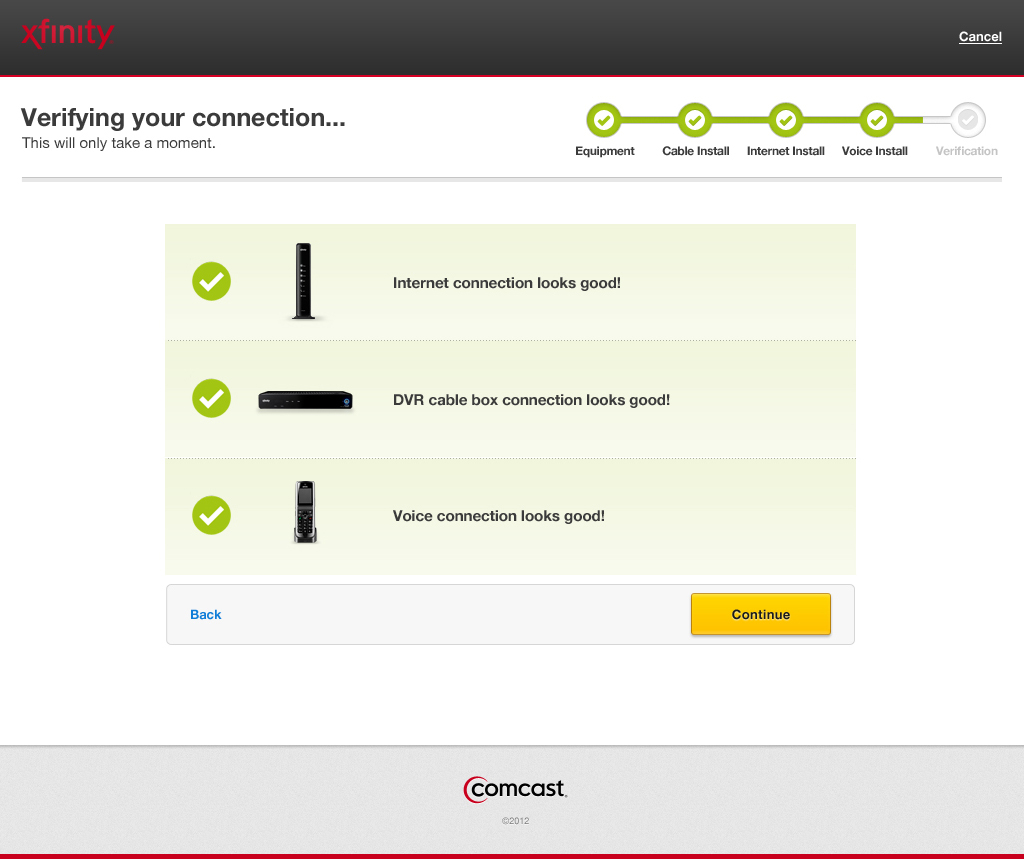 xfinity
Cancel
Verifying your connection...
This will only take a moment.
Equipment
Cable Install
Internet Install
Voice Install
Verification
Internet connection looks good!
DVR cable box connection looks good!
Voice connection looks good!
Back
Continue
comcast
©2012